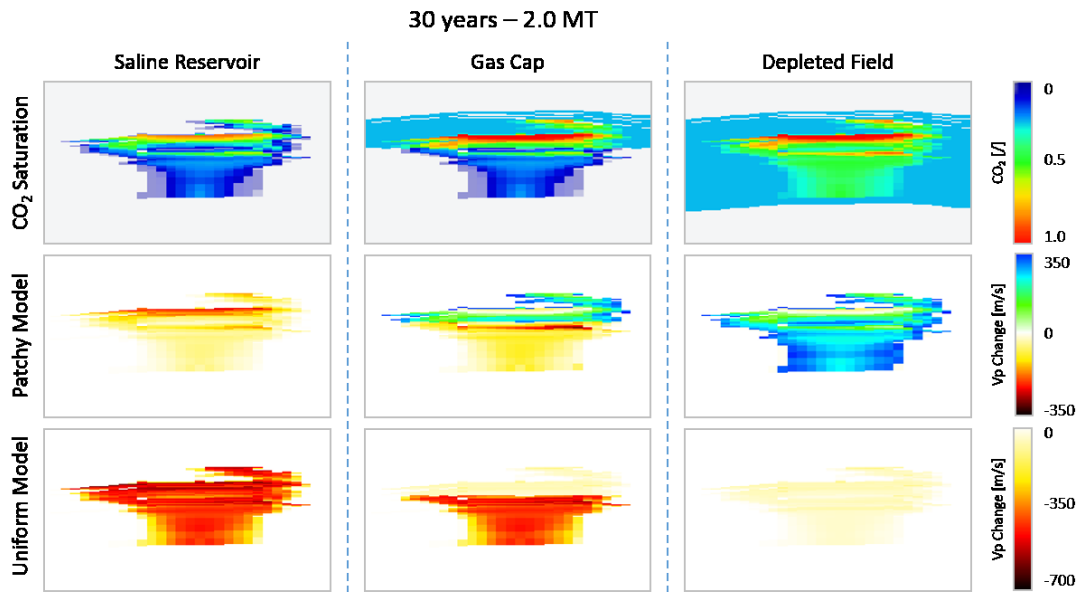 30 years – 2.0 MT
Saline Reservoir
Gas Cap
Depleted Field
CO₂ Saturation
0
0.5
1.0
CO₂ [/]
Patchy Model
350
0
-350
Vp Change [m/s]
Uniform Model
0
-350
-700
Vp Change [m/s]